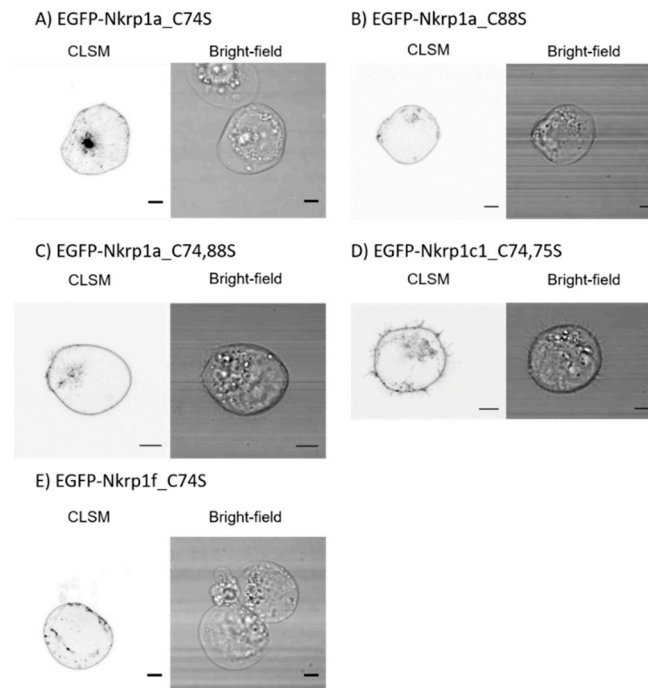 A) EGFP-Nkrp1a_C74S
CLSM Bright-field
B) EGFP-Nkrp1a_C88S
CLSM Bright-field
C) EGFP-Nkrp1a_C74,88S
CLSM Bright-field
D) EGFP-Nkrp1c1_C74,75S
CLSM Bright-field
E) EGFP-Nkrp1f_C74S
CLSM Bright-field